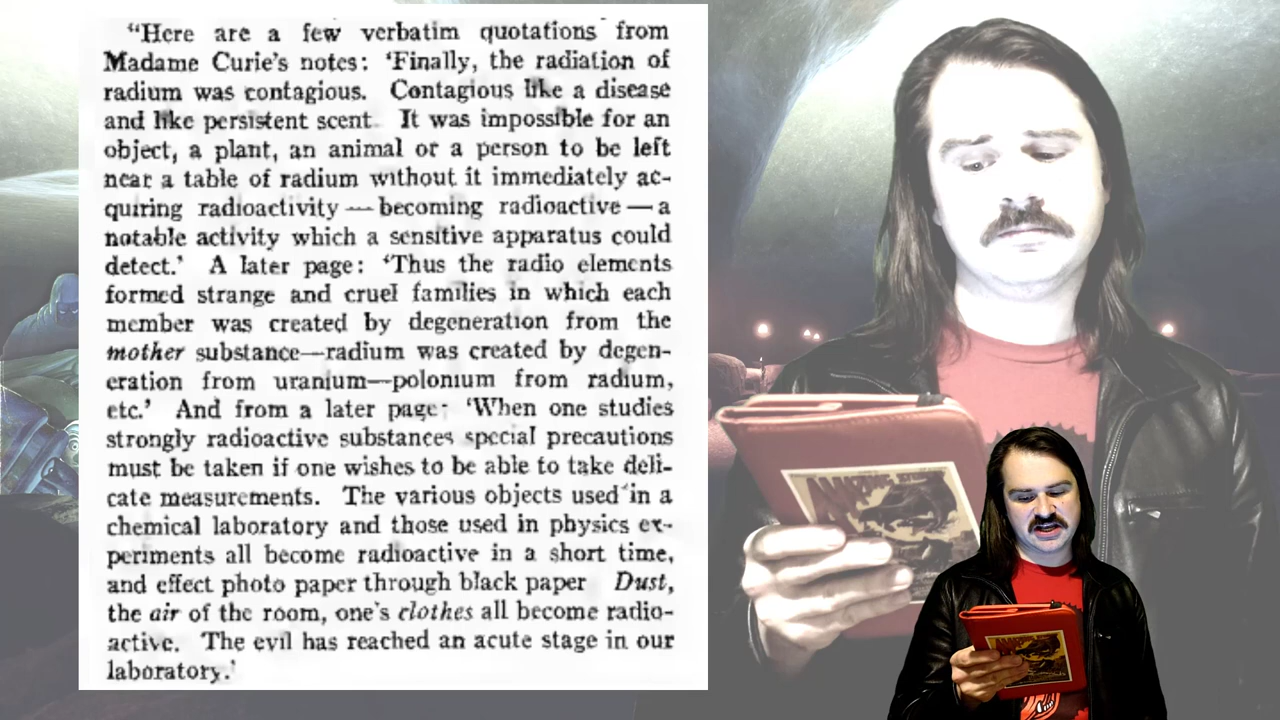 “Here are a few verbatim quotations from
Madame Curie's notes: ‘Finally, the radiation of
radium was contagious. Contagious like a disease
and like persistent scent. It was impossible for an
object, a plant, an animal or a person to be left
near a table of radium without it immediately ac-
quiring radioactivity—becoming radioactive—a
notable activity which a sensitive apparatus could
detect.’ A later page: ‘Thus the radio elements
formed strange and cruel families in which each
member was created by degeneration from the
mother substance—radium was created by degen-
eration from uranium—polonium from radium,
etc.’ And from a later page: ‘When one studies
strongly radioactive substances special precautions
must be taken if one wishes to be able to take deli-
cate measurements. The various objects used in a
chemical laboratory and those used in physics ex-
periments all become radioactive in a short time,
and effect photo paper through black paper Dust,
the air of the room, one's clothes all become radio-
active. The evil has reached an acute stage in our
laboratory.’